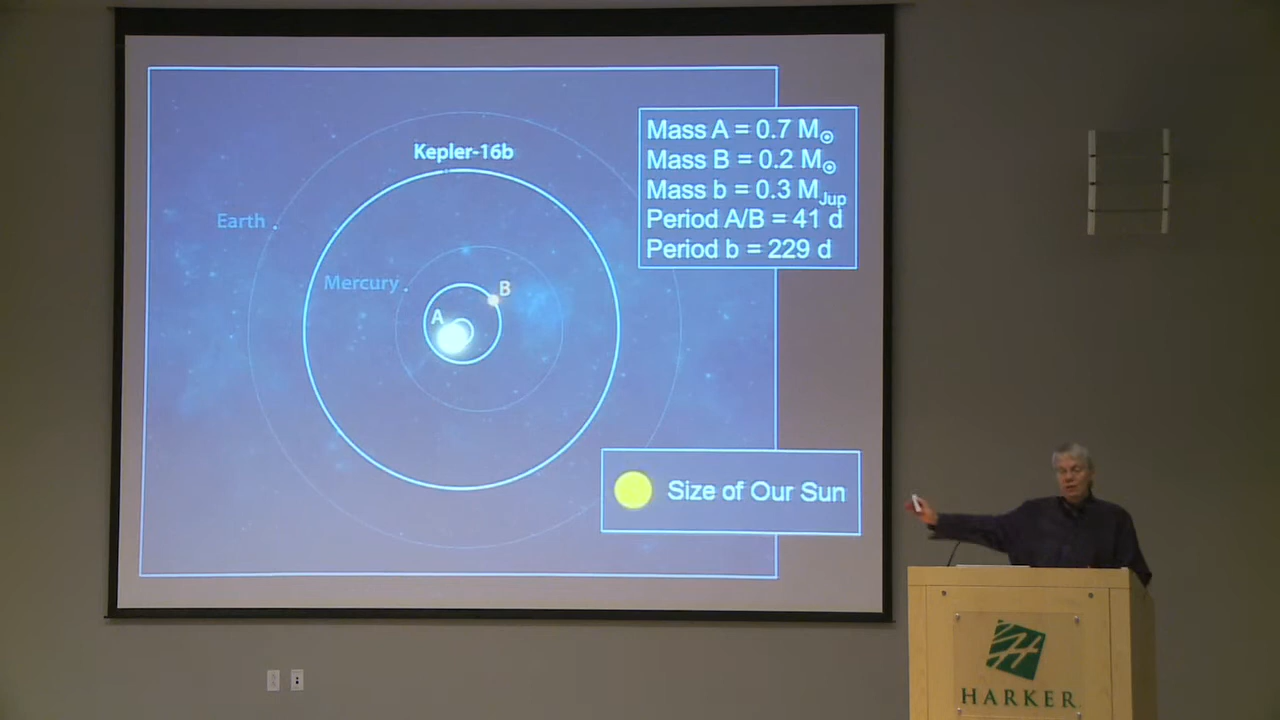 Kepler-16b
Earth
Mercury
A
B
Mass A = 0.7 M☉
Mass B = 0.2 M☉
Mass b = 0.3 MJup
Period A/B = 41 d
Period b = 229 d
Size of Our Sun
H
HARKER